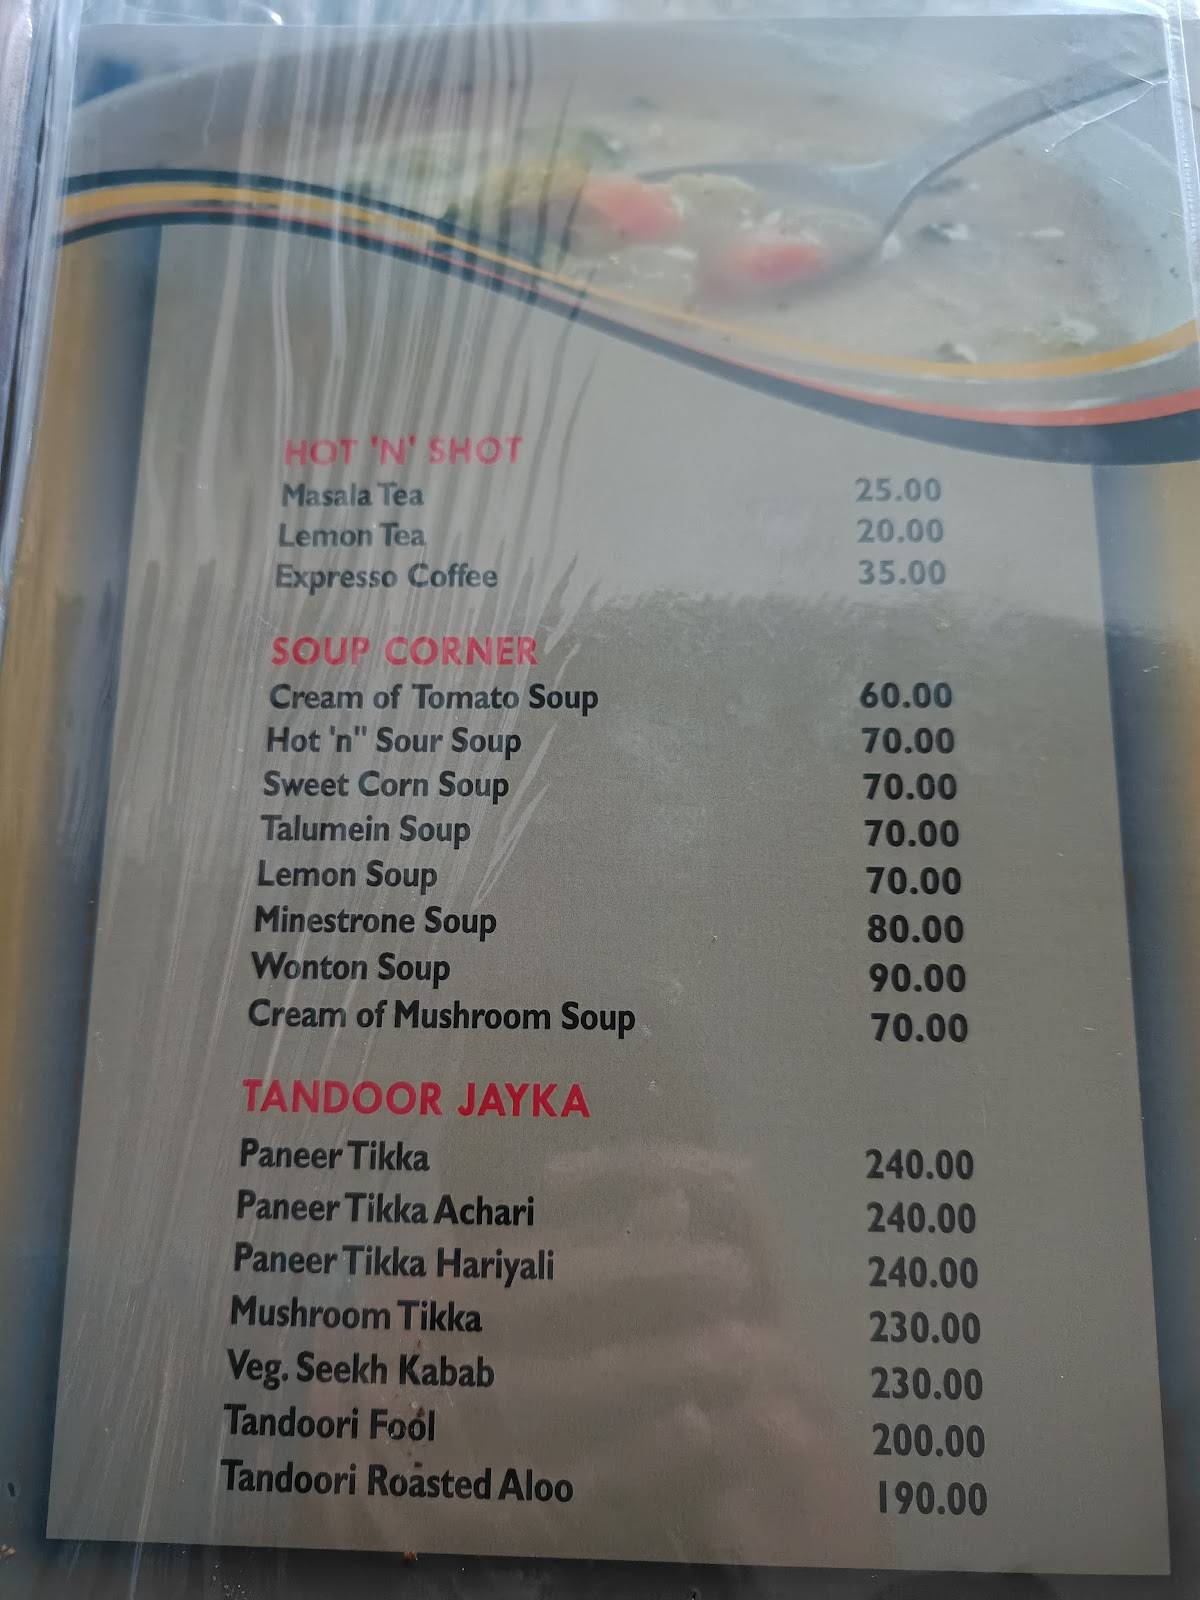 HOT 'N' SHOT
Masala Tea 25.00
Lemon Tea 20.00
Expresso Coffee 35.00
SOUP CORNER
Cream of Tomato Soup 60.00
Hot 'n" Sour Soup 70.00
Sweet Corn Soup 70.00
Talumein Soup 70.00
Lemon Soup 70.00
Minestrone Soup 80.00
Wonton Soup 90.00
Cream of Mushroom Soup 70.00
TANDOOR JAYKA
Paneer Tikka 240.00
Paneer Tikka Achari 240.00
Paneer Tikka Hariyali 240.00
Mushroom Tikka 230.00
Veg. Seekh Kabab 230.00
Tandoori Fool 200.00
Tandoori Roasted Aloo 190.00